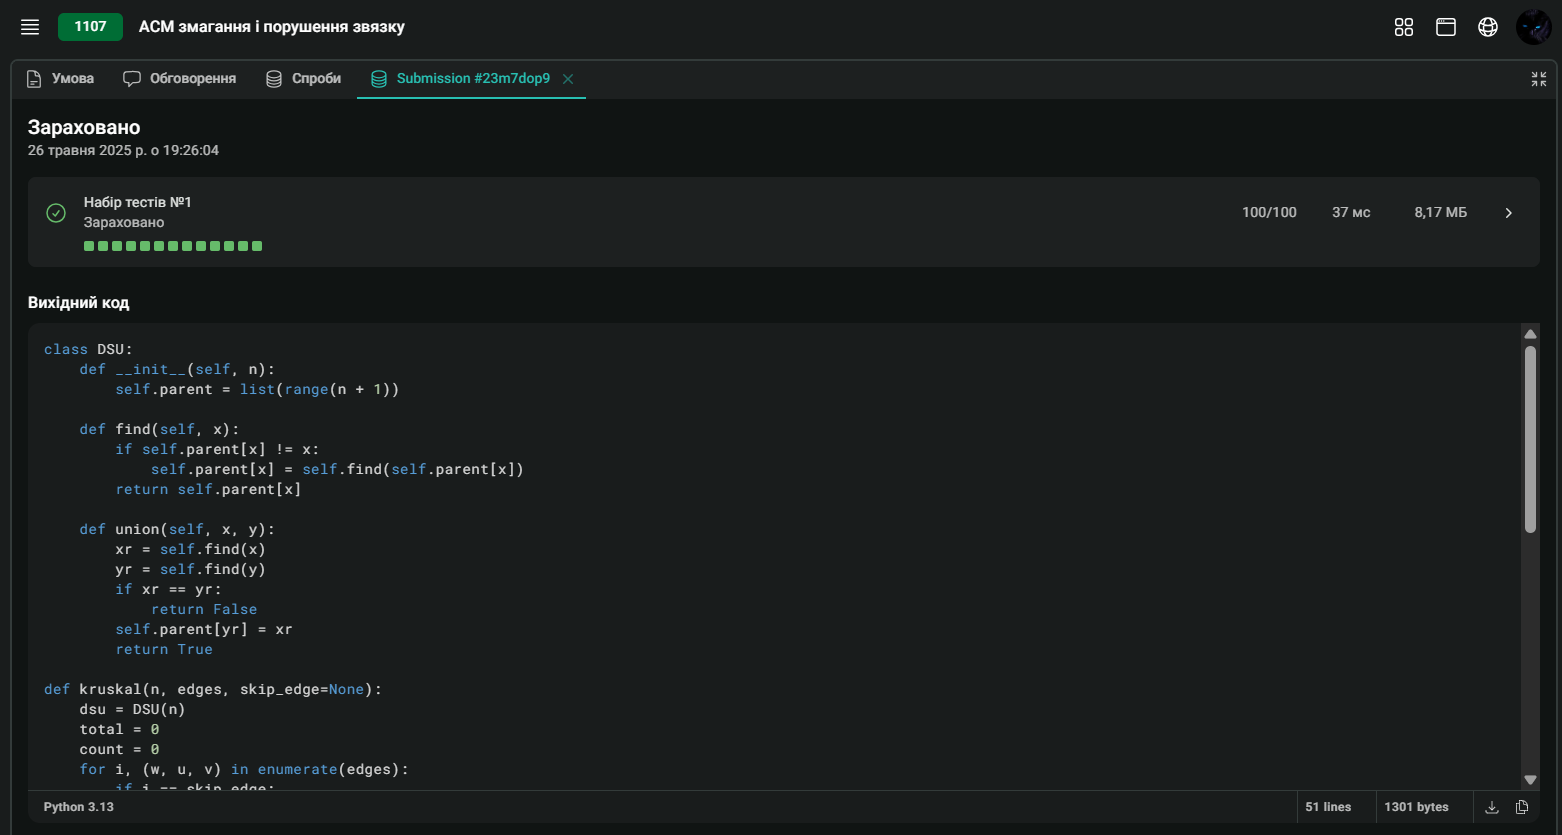 1107 ACM змагання і порушення звязку
Умова Обговорення Спроби Submission #23m7dop9
Зараховано
26 травня 2025 р. о 19:26:04
Набір тестів №1
Зараховано
100/100 37 мс 8,17 МБ
Вихідний код
class DSU:
    def __init__(self, n):
        self.parent = list(range(n + 1))
    def find(self, x):
        if self.parent[x] != x:
            self.parent[x] = self.find(self.parent[x])
        return self.parent[x]
    def union(self, x, y):
        xr = self.find(x)
        yr = self.find(y)
        if xr == yr:
            return False
        self.parent[yr] = xr
        return True
def kruskal(n, edges, skip_edge=None):
    dsu = DSU(n)
    total = 0
    count = 0
    for i, (w, u, v) in enumerate(edges):
        if i == skip_edge:
Python 3.13 51 lines 1301 bytes